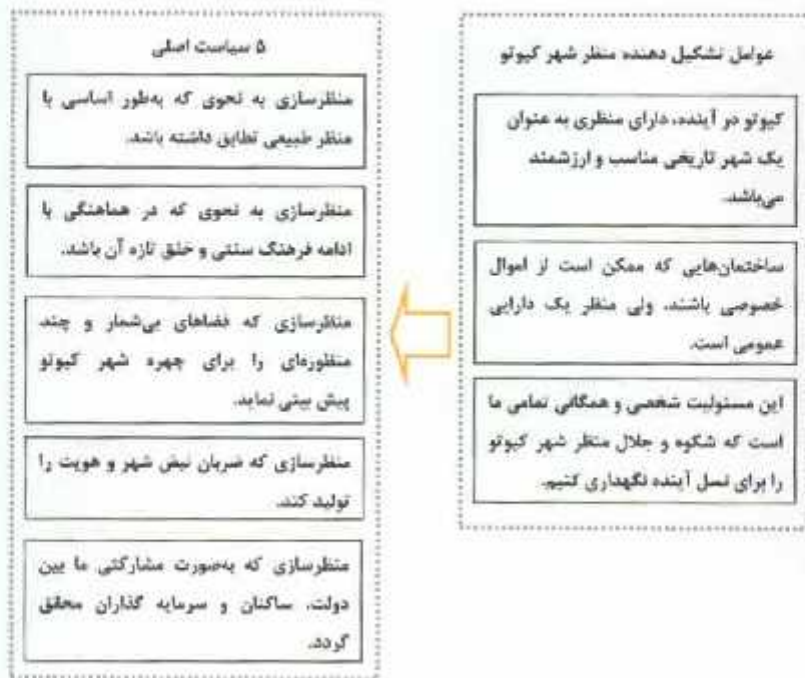 عوامل تشکیل دهنده منظر شهر کیوتو
کیوتو در آینده، دارای منظری به عنوان
یک شهر تاریخی مناسب و ارزشمند
می‌باشد.
ساختمان‌هایی که ممکن است از اموال
خصوصی باشند، ولی منظر یک دارایی
عمومی است.
این مسئولیت شخصی و همگانی تمامی ما
است که شکوه و جلال منظر شهر کیوتو
را برای نسل آینده نگهداری کنیم.
۵ سیاست اصلی
منظرسازی به نحوی که به‌طور اساسی با
منظر طبیعی تطابق داشته باشد.
منظرسازی به نحوی که در هماهنگی با
ادامه فرهنگ سنتی و خلق تازه آن باشد.
منظرسازی که فضاهای بی‌شمار و چند
منظوره‌ای را برای چهره شهر کیوتو
پیش بینی نماید.
منظرسازی که ضربان نبض شهر و هویت را
تولید کند.
منظرسازی که به‌صورت مشارکتی ما بین
دولت، ساکنان و سرمایه گذاران محقق
گردد.